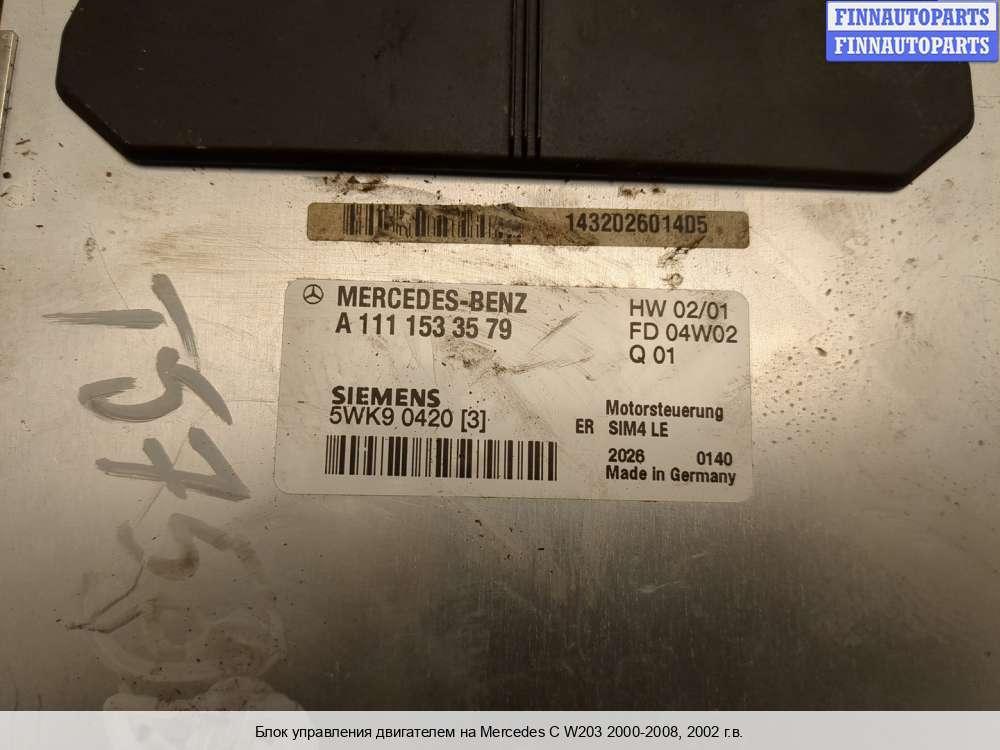 FINNAUTOPARTS
FINNAUTOPARTS
14320260140D5
MERCEDES-BENZ
A 111 153 35 79
HW 02/01
FD 04W02
Q 01
SIEMENS
5WK9 0420 [3]
Motorsteuerung
ER SIM4 LE
2026 0140
Made in Germany
Блок управления двигателем на Mercedes C W203 2000-2008, 2002 г.в.